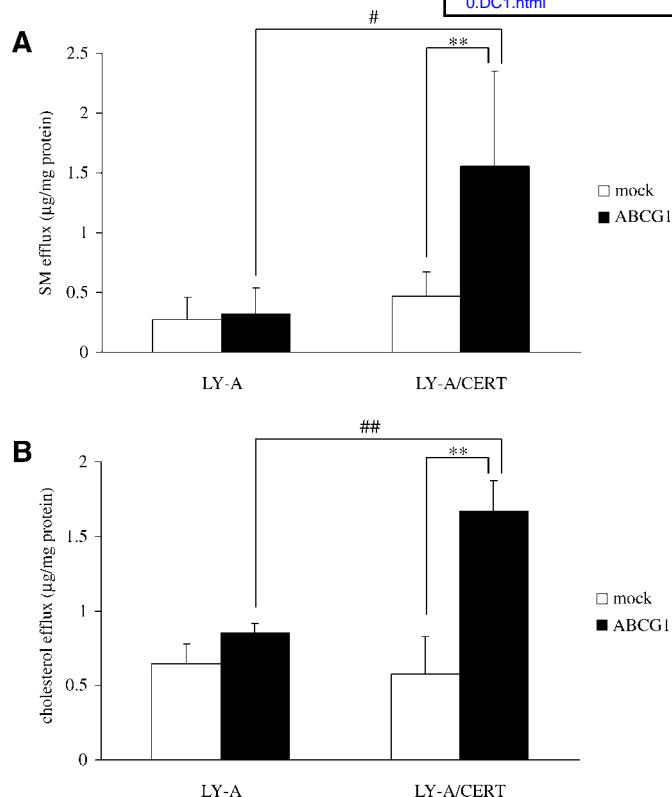 0.DC1.html
A
#
**
2.5
2
1.5
1
0.5
0
SM efflux (µg/mg protein)
mock
ABCG1
LY-A
LY-A/CERT
B
##
**
2
1.5
1
0.5
0
cholesterol efflux (µg/mg protein)
mock
ABCG1
LY-A
LY-A/CERT